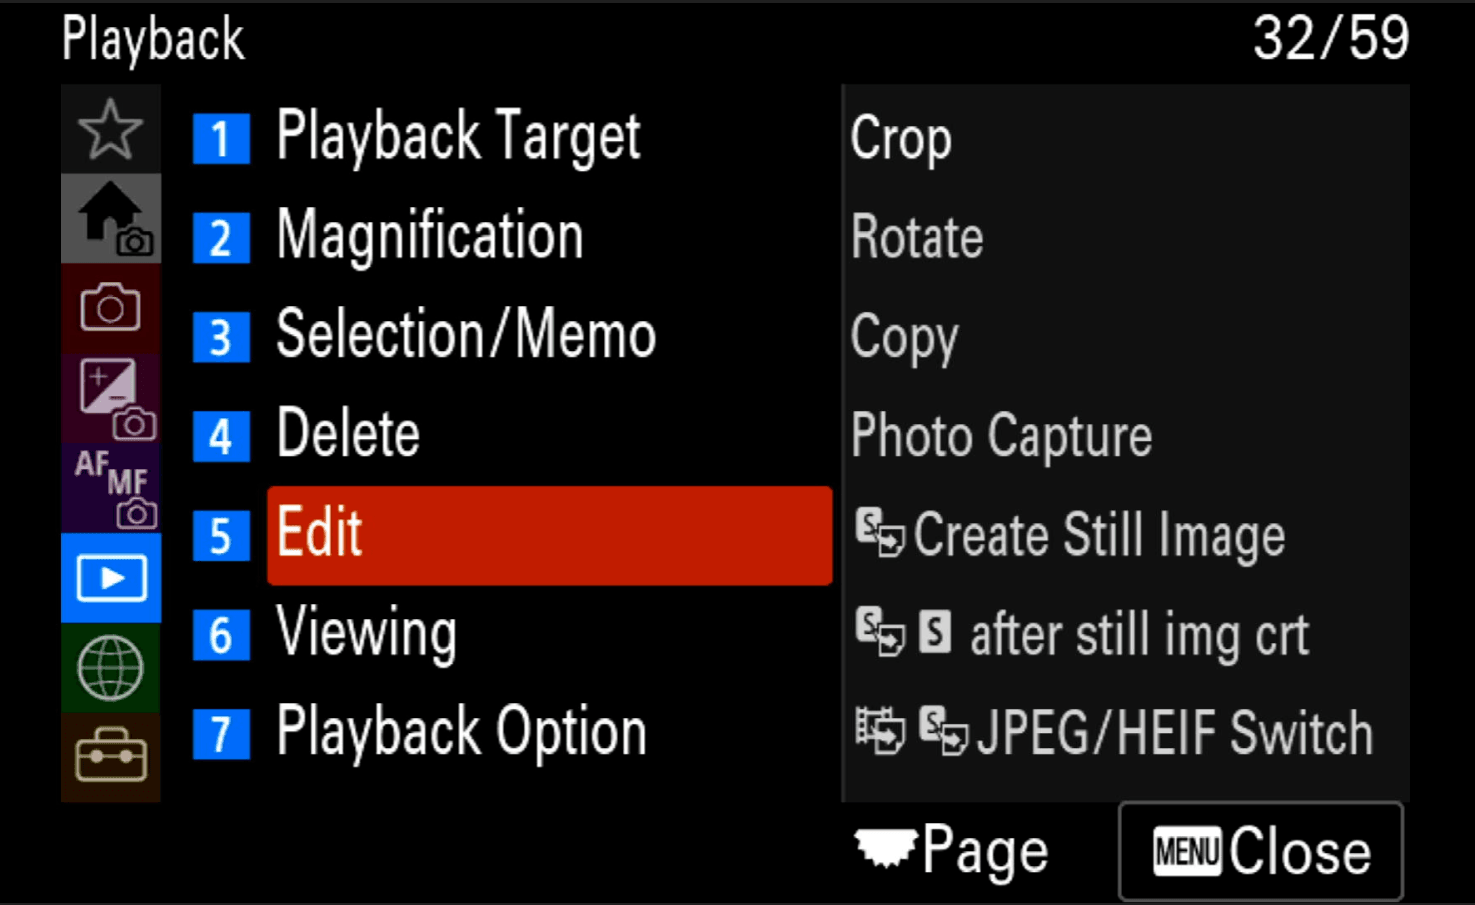 Playback 32/59
1 Playback Target
2 Magnification
3 Selection/Memo
4 Delete
5 Edit
6 Viewing
7 Playback Option
AF MF
Crop
Rotate
Copy
Photo Capture
S Create Still Image
S S after still img crt
S JPEG/HEIF Switch
Page MENU Close